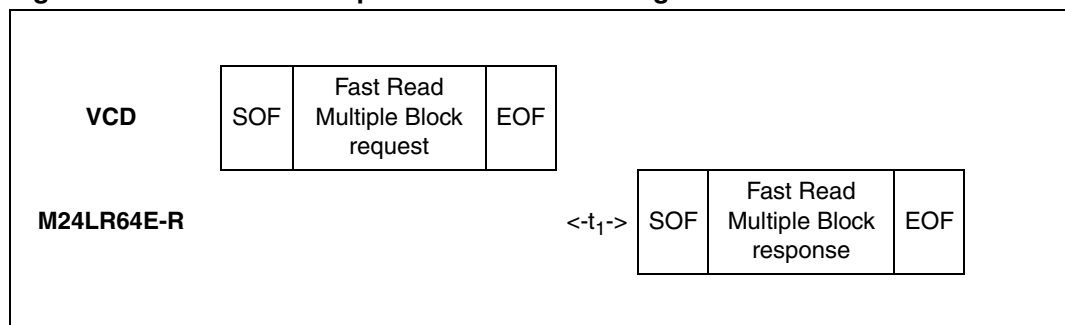 Fast Read
VCD SOF Multiple Block EOF
request
Fast Read
M24LR64E-R <-t1-> SOF Multiple Block EOF
response